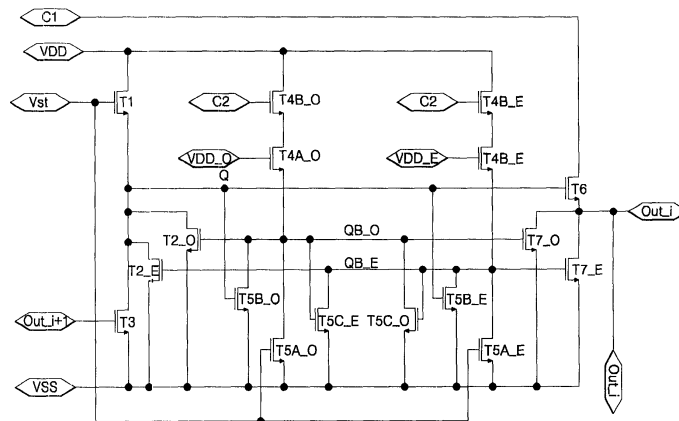 C1
VDD
Vst
T1
C2
T4B_O
C2
T4B_E
VDD_O
T4A_O
VDD_E
T4B_E
Q
T6
Out_i
T2_O
QB_O
T7_O
T2_E
QB_E
T7_E
T5B_O
T5C_E
T5C_O
T5B_E
Out_i+1
T3
T5A_O
T5A_E
VSS
Out_i